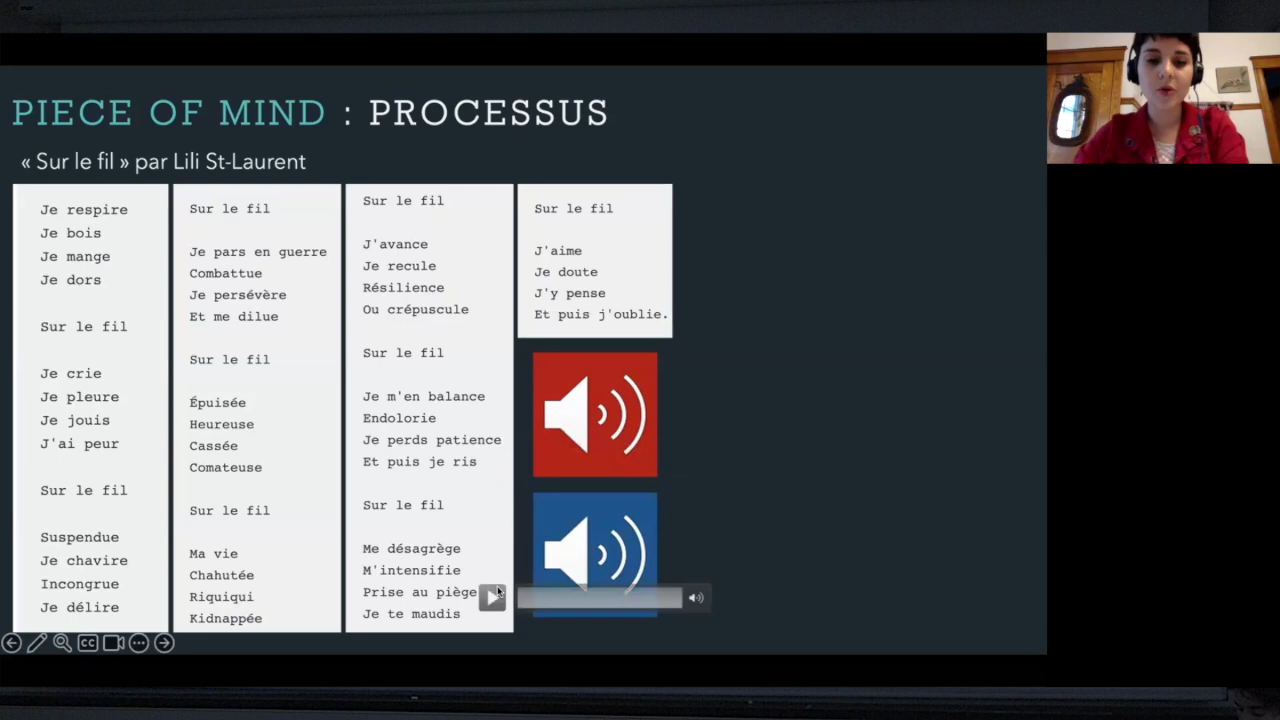 PIECE OF MIND : PROCESSUS
« Sur le fil » par Lili St-Laurent
Je respire
Je bois
Je mange
Je dors
Sur le fil
Je crie
Je pleure
Je jouis
J'ai peur
Sur le fil
Suspendue
Je chavire
Incongrue
Je délire
Sur le fil
Je pars en guerre
Combattue
Je persévère
Et me dilue
Sur le fil
Épuisée
Heureuse
Cassée
Comateuse
Sur le fil
Ma vie
Chahutée
Riquiqui
Kidnappée
Sur le fil
J'avance
Je recule
Résilience
Ou crépuscule
Sur le fil
Je m'en balance
Endolorie
Je perds patience
Et puis je ris
Sur le fil
Me désagrège
M'intensifie
Prise au piège
Je te maudis
Sur le fil
J'aime
Je doute
J'y pense
Et puis j'oublie.
CC